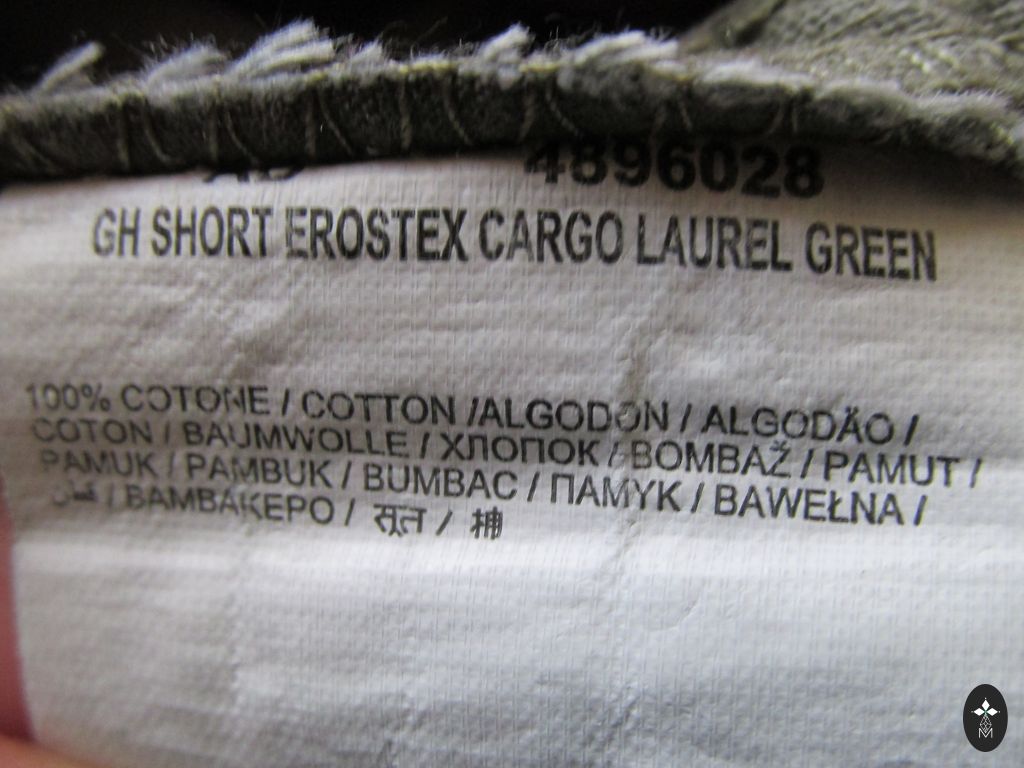 4896028
GH SHORT EROSTEX CARGO LAUREL GREEN
100% COTONE / COTTON /ALGODON / ALGODÃO /
COTON / BAUMWOLLE / ХЛОПОК / BOMBAŽ / PAMUT /
PAMUK / PAMBUK / BUMBAC / ПАМУК / BAWEŁNA /
قطن / BAMBAKEPO / सूत / 棉
M